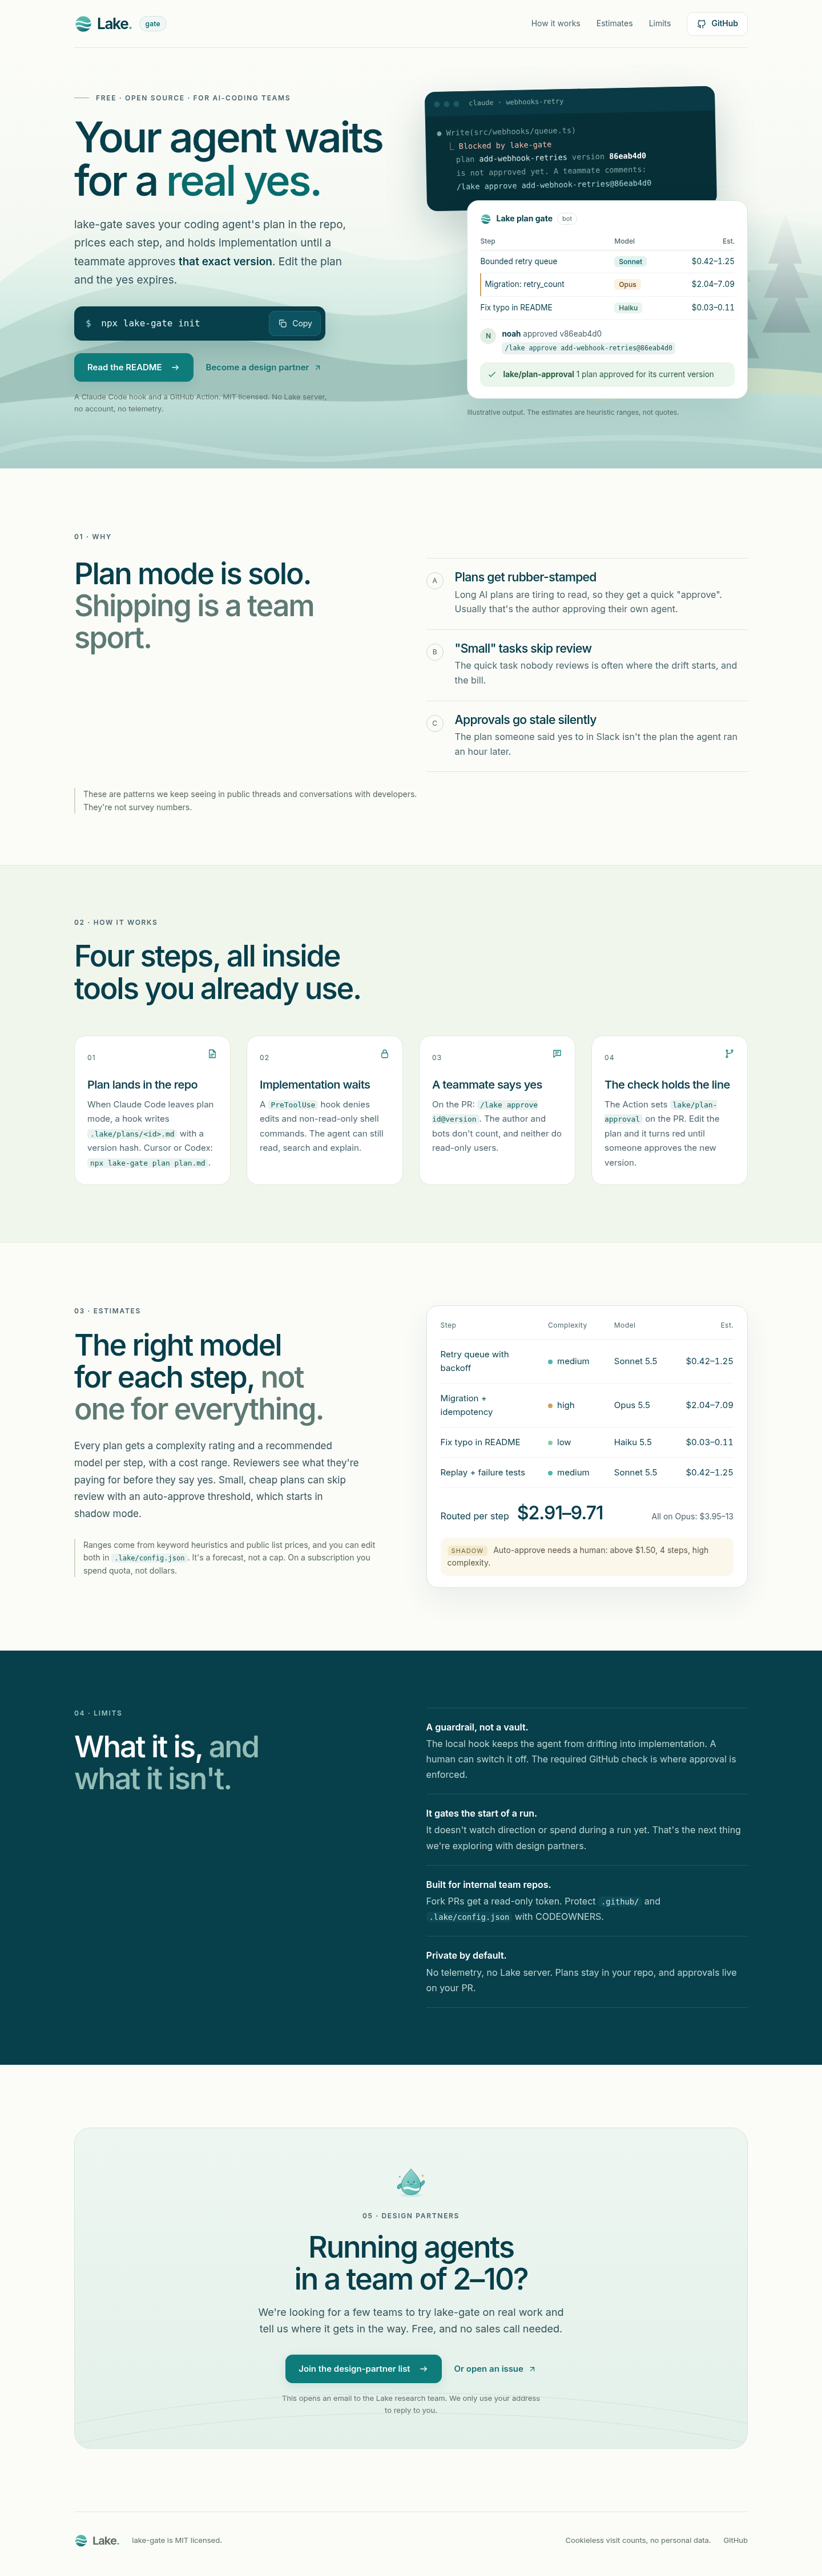 Lake. gate
How it works Estimates Limits GitHub
FREE · OPEN SOURCE · FOR AI-CODING TEAMS
Your agent waits
for a real yes.
lake-gate saves your coding agent's plan in the repo,
prices each step, and holds implementation until a
teammate approves that exact version. Edit the plan
and the yes expires.
$ npx lake-gate init Copy
Read the README → Become a design partner ↗
A Claude Code hook and a GitHub Action. MIT licensed. No Lake server,
no account, no telemetry.
claude · webhooks-retry
● Write(src/webhooks/queue.ts)
⎿ Blocked by lake-gate
plan add-webhook-retries version 86eab4d0
is not approved yet. A teammate comments:
/lake approve add-webhook-retries@86eab4d0
Lake plan gate bot
Step Model Est.
Bounded retry queue Sonnet $0.42–1.25
Migration: retry_count Opus $2.04–7.09
Fix typo in README Haiku $0.03–0.11
N noah approved v86eab4d0
/lake approve add-webhook-retries@86eab4d0
✓ lake/plan-approval 1 plan approved for its current version
Illustrative output. The estimates are heuristic ranges, not quotes.
01 · WHY
Plan mode is solo.
Shipping is a team
sport.
A Plans get rubber-stamped
Long AI plans are tiring to read, so they get a quick "approve".
Usually that's the author approving their own agent.
B "Small" tasks skip review
The quick task nobody reviews is often where the drift starts, and
the bill.
C Approvals go stale silently
The plan someone said yes to in Slack isn't the plan the agent ran
an hour later.
These are patterns we keep seeing in public threads and conversations with developers.
They're not survey numbers.
02 · HOW IT WORKS
Four steps, all inside
tools you already use.
01
Plan lands in the repo
When Claude Code leaves plan
mode, a hook writes
.lake/plans/<id>.md with a
version hash. Cursor or Codex:
npx lake-gate plan plan.md.
02
Implementation waits
A PreToolUse hook denies
edits and non-read-only shell
commands. The agent can still
read, search and explain.
03
A teammate says yes
On the PR: /lake approve
id@version. The author and
bots don't count, and neither do
read-only users.
04
The check holds the line
The Action sets lake/plan-
approval on the PR. Edit the
plan and it turns red until
someone approves the new
version.
03 · ESTIMATES
The right model
for each step, not
one for everything.
Every plan gets a complexity rating and a recommended
model per step, with a cost range. Reviewers see what they're
paying for before they say yes. Small, cheap plans can skip
review with an auto-approve threshold, which starts in
shadow mode.
Ranges come from keyword heuristics and public list prices, and you can edit
both in .lake/config.json. It's a forecast, not a cap. On a subscription you
spend quota, not dollars.
Step Complexity Model Est.
Retry queue with
backoff medium Sonnet 5.5 $0.42–1.25
Migration +
idempotency high Opus 5.5 $2.04–7.09
Fix typo in README low Haiku 5.5 $0.03–0.11
Replay + failure tests medium Sonnet 5.5 $0.42–1.25
Routed per step $2.91–9.71 All on Opus: $3.95–13
SHADOW Auto-approve needs a human: above $1.50, 4 steps, high
complexity.
04 · LIMITS
What it is, and
what it isn't.
A guardrail, not a vault.
The local hook keeps the agent from drifting into implementation. A
human can switch it off. The required GitHub check is where approval is
enforced.
It gates the start of a run.
It doesn't watch direction or spend during a run yet. That's the next thing
we're exploring with design partners.
Built for internal team repos.
Fork PRs get a read-only token. Protect .github/ and
.lake/config.json with CODEOWNERS.
Private by default.
No telemetry, no Lake server. Plans stay in your repo, and approvals live
on your PR.
05 · DESIGN PARTNERS
Running agents
in a team of 2–10?
We're looking for a few teams to try lake-gate on real work and
tell us where it gets in the way. Free, and no sales call needed.
Join the design-partner list → Or open an issue ↗
This opens an email to the Lake research team. We only use your address
to reply to you.
Lake. lake-gate is MIT licensed.
Cookieless visit counts, no personal data. GitHub